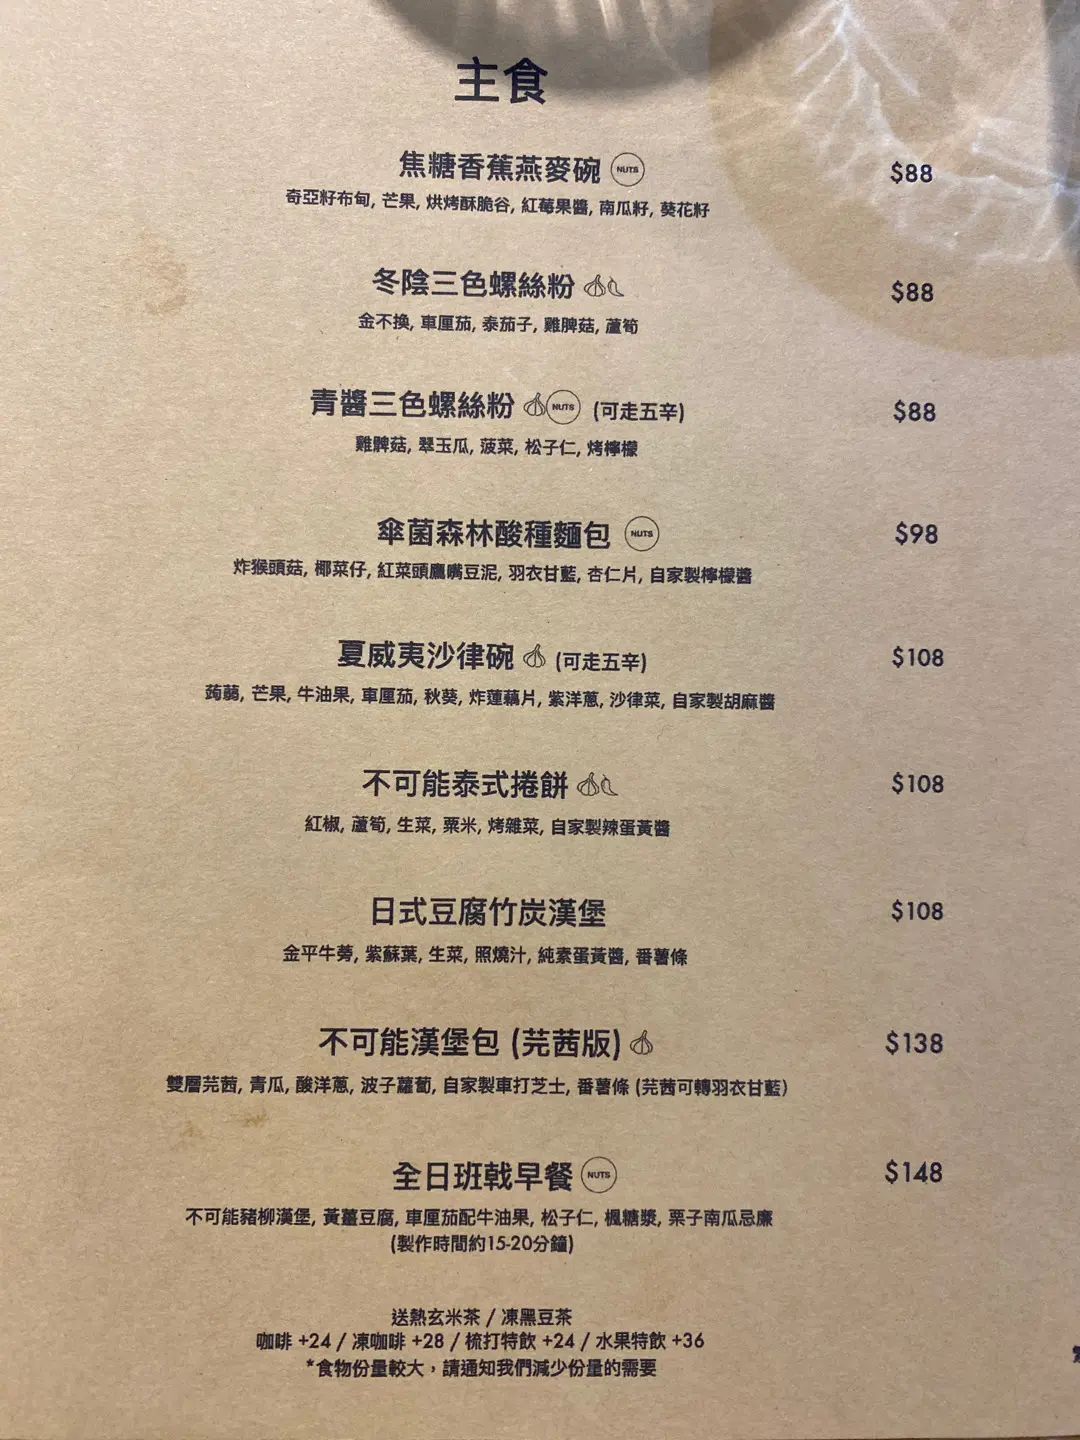 主食
焦糖香蕉燕麥碗 NUTS $88
奇亞籽布甸, 芒果, 烘烤酥脆谷, 紅莓果醬, 南瓜籽, 葵花籽
冬陰三色螺絲粉 $88
金不換, 車厘茄, 泰茄子, 雞脾菇, 蘆筍
青醬三色螺絲粉 NUTS (可走五辛) $88
雞髀菇, 翠玉瓜, 菠菜, 松子仁, 烤檸檬
傘菌森林酸種麵包 NUTS $98
炸猴頭菇, 椰菜仔, 紅菜頭鷹嘴豆泥, 羽衣甘藍, 杏仁片, 自家製檸檬醬
夏威夷沙律碗 (可走五辛) $108
蒟蒻, 芒果, 牛油果, 車厘茄, 秋葵, 炸蓮藕片, 紫洋蔥, 沙律菜, 自家製胡麻醬
不可能泰式捲餅 $108
紅椒, 蘆筍, 生菜, 粟米, 烤雜菜, 自家製辣蛋黃醬
日式豆腐竹炭漢堡 $108
金平牛蒡, 紫蘇葉, 生菜, 照燒汁, 純素蛋黃醬, 番薯條
不可能漢堡包 (芫茜版) $138
雙層芫茜, 青瓜, 酸洋蔥, 波子蘿蔔, 自家製車打芝士, 番薯條 (芫茜可轉羽衣甘藍)
全日班戟早餐 NUTS $148
不可能豬柳漢堡, 黃薑豆腐, 車厘茄配牛油果, 松子仁, 楓糖漿, 栗子南瓜忌廉
(製作時間約15-20分鐘)
送熱玄米茶 / 凍黑豆茶
咖啡 +24 / 凍咖啡 +28 / 梳打特飲 +24 / 水果特飲 +36
*食物份量較大，請通知我們減少份量的需要